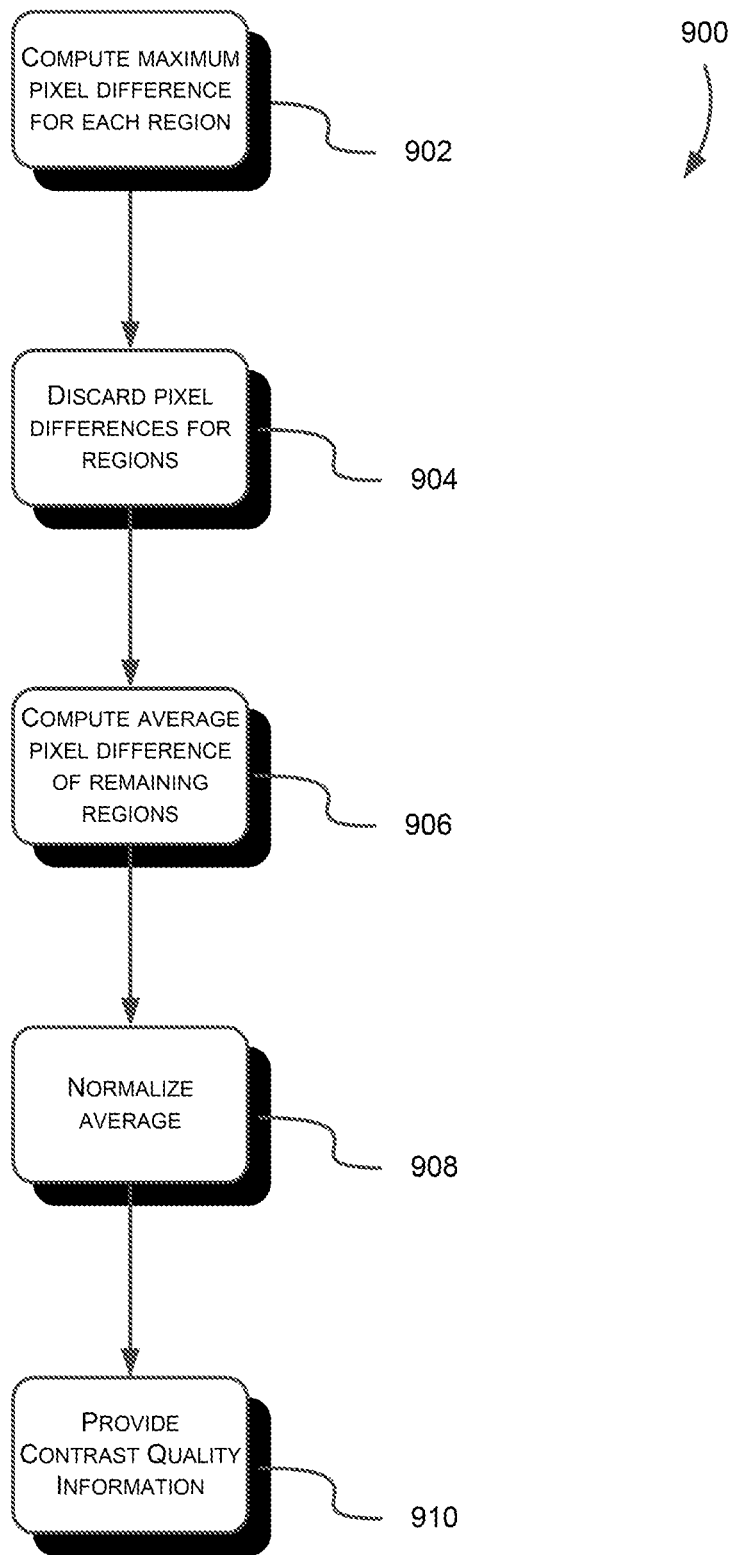 900
COMPUTE MAXIMUM
PIXEL DIFFERENCE
FOR EACH REGION
902
DISCARD PIXEL
DIFFERENCES FOR
REGIONS
904
COMPUTE AVERAGE
PIXEL DIFFERENCE
OF REMAINING
REGIONS
906
NORMALIZE
AVERAGE
908
PROVIDE
CONTRAST QUALITY
INFORMATION
910